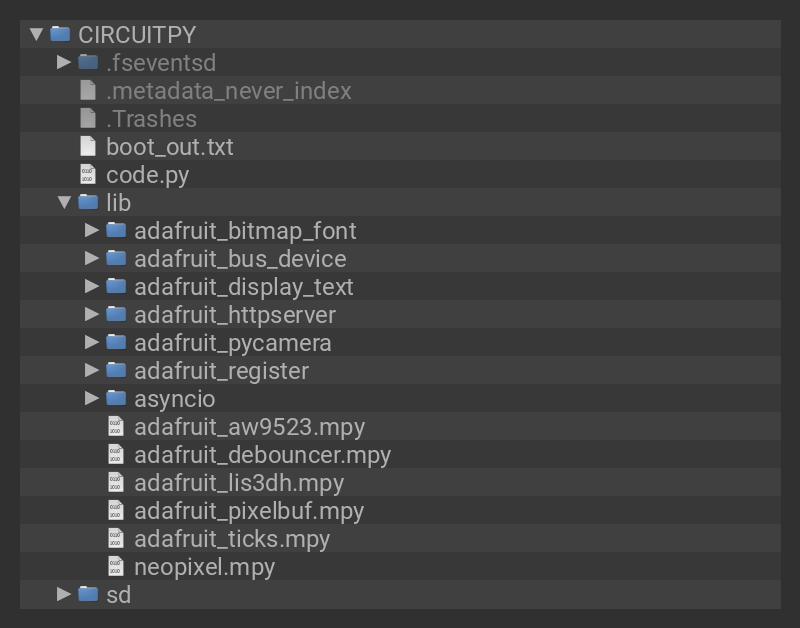 CIRCUITPY
.fseventsd
.metadata_never_index
.Trashes
boot_out.txt
code.py
lib
adafruit_bitmap_font
adafruit_bus_device
adafruit_display_text
adafruit_httpserver
adafruit_pycamera
adafruit_register
asyncio
adafruit_aw9523.mpy
adafruit_debouncer.mpy
adafruit_lis3dh.mpy
adafruit_pixelbuf.mpy
adafruit_ticks.mpy
neopixel.mpy
sd